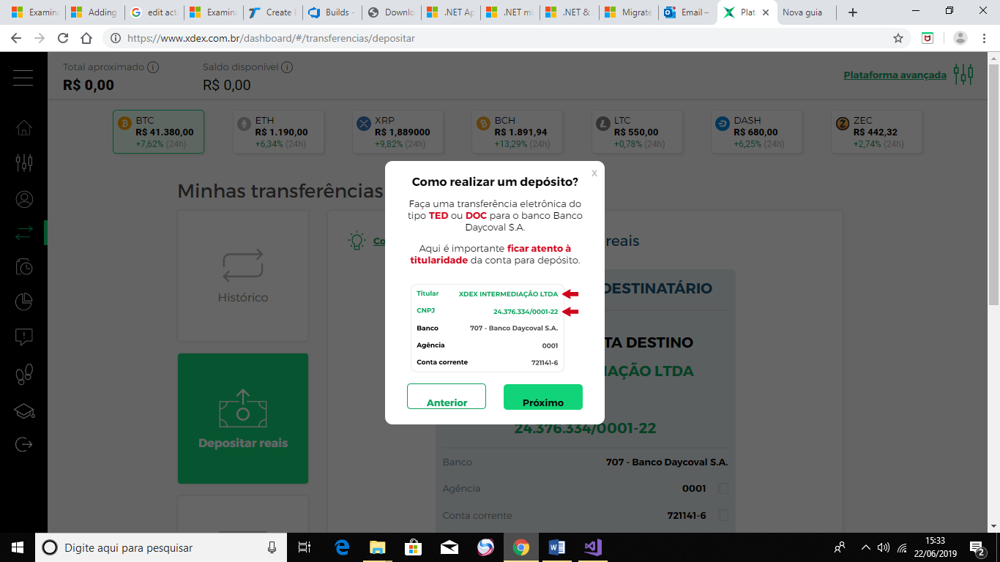 Examina
Adding
edit act
Examina
Create
Builds -
Downlo
.NET Ap
.NET mi
.NET &
Migrate
Email –
Plat
Nova guia
https://www.xdex.com.br/dashboard/#/transferencias/depositar
Total aproximado
R$ 0,00
Saldo disponível
R$ 0,00
Plataforma avançada
BTC
R$ 41.380,00
+7,62% (24h)
ETH
R$ 1.190,00
+6,34% (24h)
XRP
R$ 1,889000
+9,82% (24h)
BCH
R$ 1.891,94
+13,29% (24h)
LTC
R$ 550,00
+0,78% (24h)
DASH
R$ 680,00
+6,25% (24h)
ZEC
R$ 442,32
+2,74% (24h)
Minhas transferências
Histórico
Depositar reais
Co
reais
DESTINATÁRIO
TA DESTINO
IAÇÃO LTDA
24.376.334/0001-22
Banco 707 - Banco Daycoval S.A.
Agência 0001
Conta corrente 721141-6
X
Como realizar um depósito?
Faça uma transferência eletrônica do
tipo TED ou DOC para o banco Banco
Daycoval S.A.
Aqui é importante ficar atento à
titularidade da conta para depósito.
Titular XDEX INTERMEDIAÇÃO LTDA
CNPJ 24.376.334/0001-22
Banco 707 - Banco Daycoval S.A.
Agência 0001
Conta corrente 721141-6
Anterior
Próximo
Digite aqui para pesquisar
15:33
22/06/2019
2